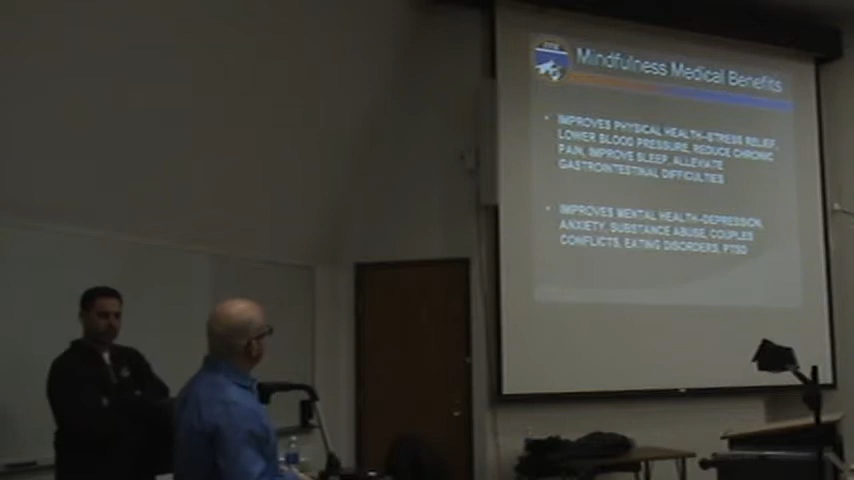 Mindfulness Medical Benefits
• IMPROVES PHYSICAL HEALTH-STRESS RELIEF,
LOWER BLOOD PRESSURE, REDUCE CHRONIC
PAIN, IMPROVE SLEEP, ALLEVIATE
GASTROINTESTINAL DIFFICULTIES
• IMPROVES MENTAL HEALTH-DEPRESSION,
ANXIETY, SUBSTANCE ABUSE, COUPLES
CONFLICTS, EATING DISORDERS, PTSD